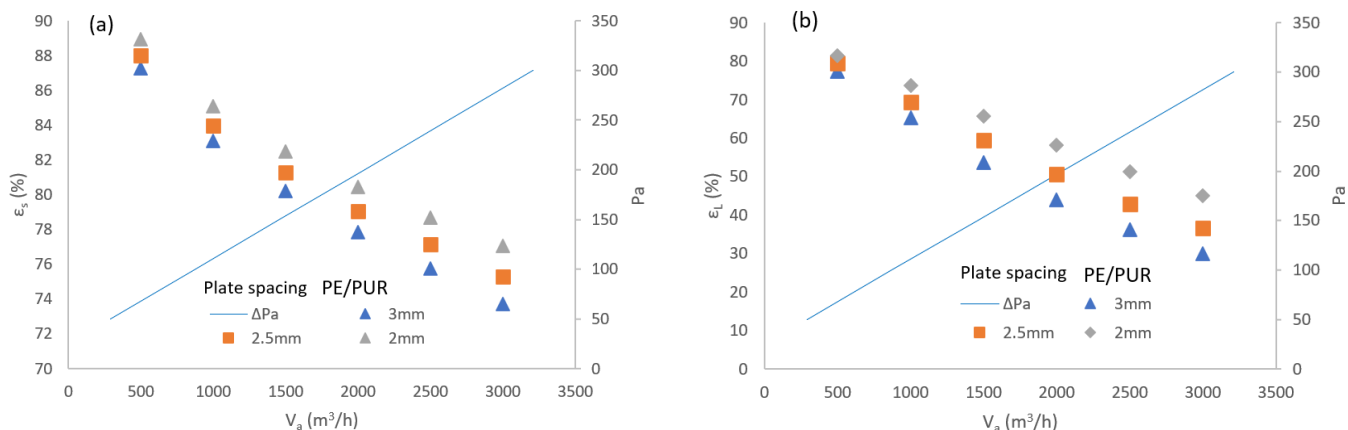 (a)
90
88
86
84
82
80
78
76
74
72
70
εs (%)
350
300
250
200
150
100
50
0
Pa
Plate spacing PE/PUR
ΔPa 3mm
2.5mm 2mm
0 500 1000 1500 2000 2500 3000 3500
Va (m³/h)
(b)
90
80
70
60
50
40
30
20
10
0
εL (%)
350
300
250
200
150
100
50
0
Pa
Plate spacing PE/PUR
ΔPa 3mm
2.5mm 2mm
0 500 1000 1500 2000 2500 3000 3500
Va (m³/h)